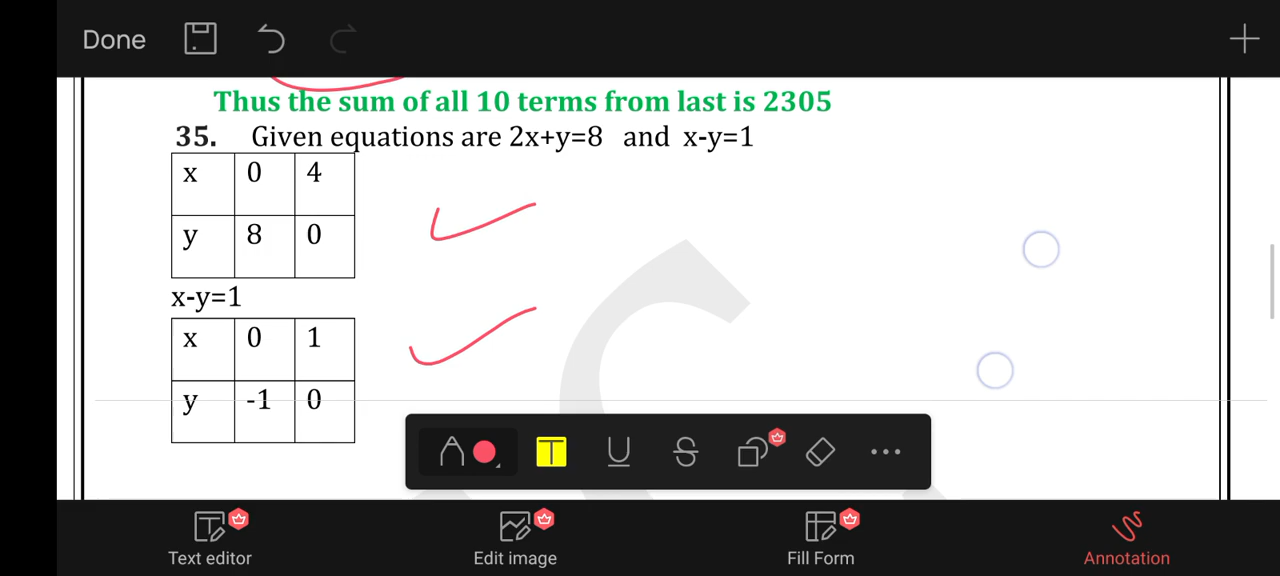 Done
Thus the sum of all 10 terms from last is 2305
35. Given equations are 2x+y=8 and x-y=1
x 0 4
y 8 0
x-y=1
x 0 1
y -1 0
T U S
Text editor Edit image Fill Form Annotation